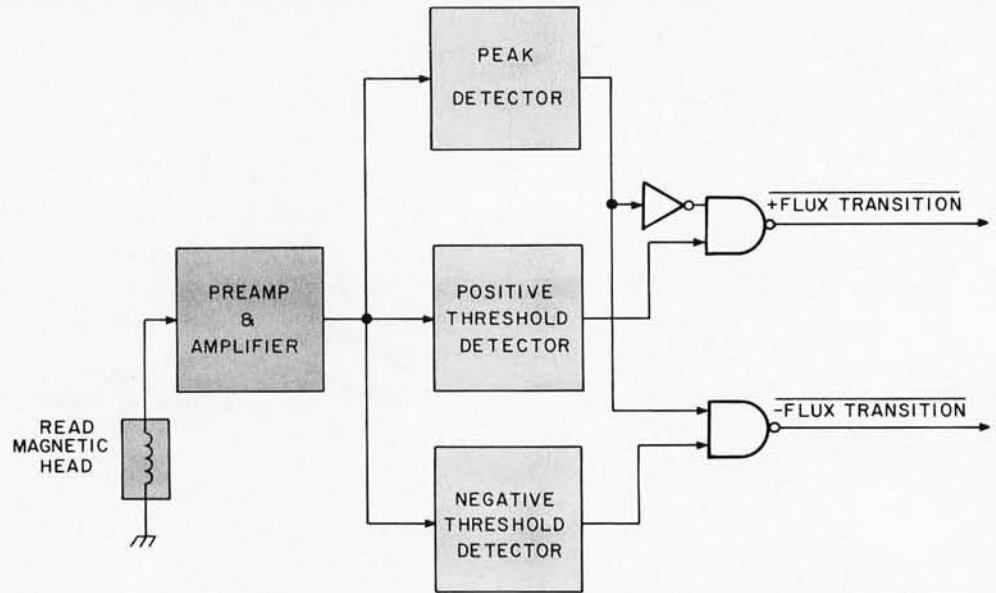 PEAK
DETECTOR
+FLUX TRANSITION
PREAMP
&
AMPLIFIER
POSITIVE
THRESHOLD
DETECTOR
-FLUX TRANSITION
READ
MAGNETIC
HEAD
NEGATIVE
THRESHOLD
DETECTOR